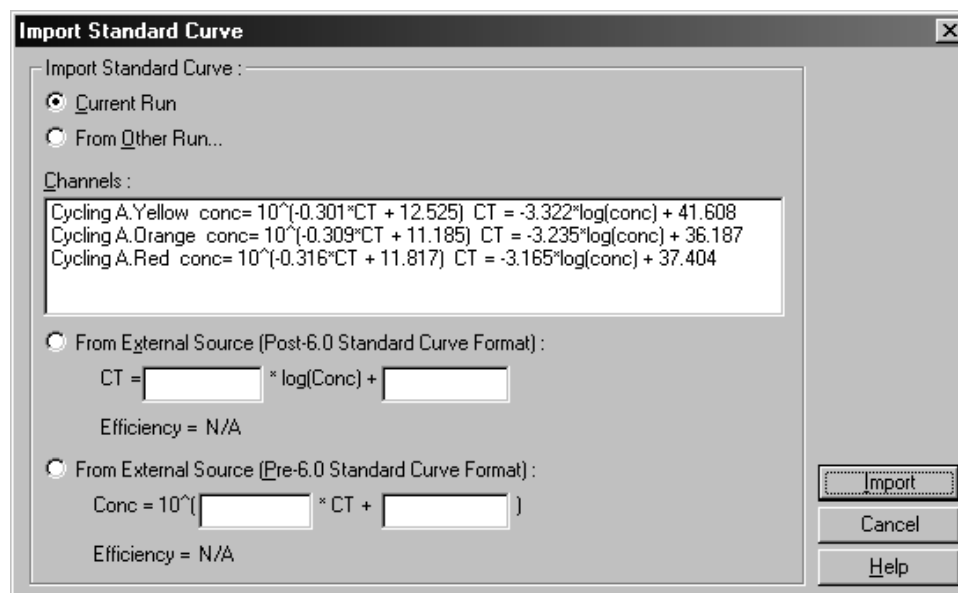 Import Standard Curve
Import Standard Curve :
Current Run
From Other Run...
Channels :
Cycling A.Yellow conc= 10^(-0.301*CT + 12.525) CT = -3.322*log(conc) + 41.608
Cycling A.Orange conc= 10^(-0.309*CT + 11.185) CT = -3.235*log(conc) + 36.187
Cycling A.Red conc= 10^(-0.316*CT + 11.817) CT = -3.165*log(conc) + 37.404
From External Source (Post-6.0 Standard Curve Format) :
CT = * log(Conc) +
Efficiency = N/A
From External Source (Pre-6.0 Standard Curve Format) :
Conc = 10^( * CT + )
Efficiency = N/A
Import
Cancel
Help